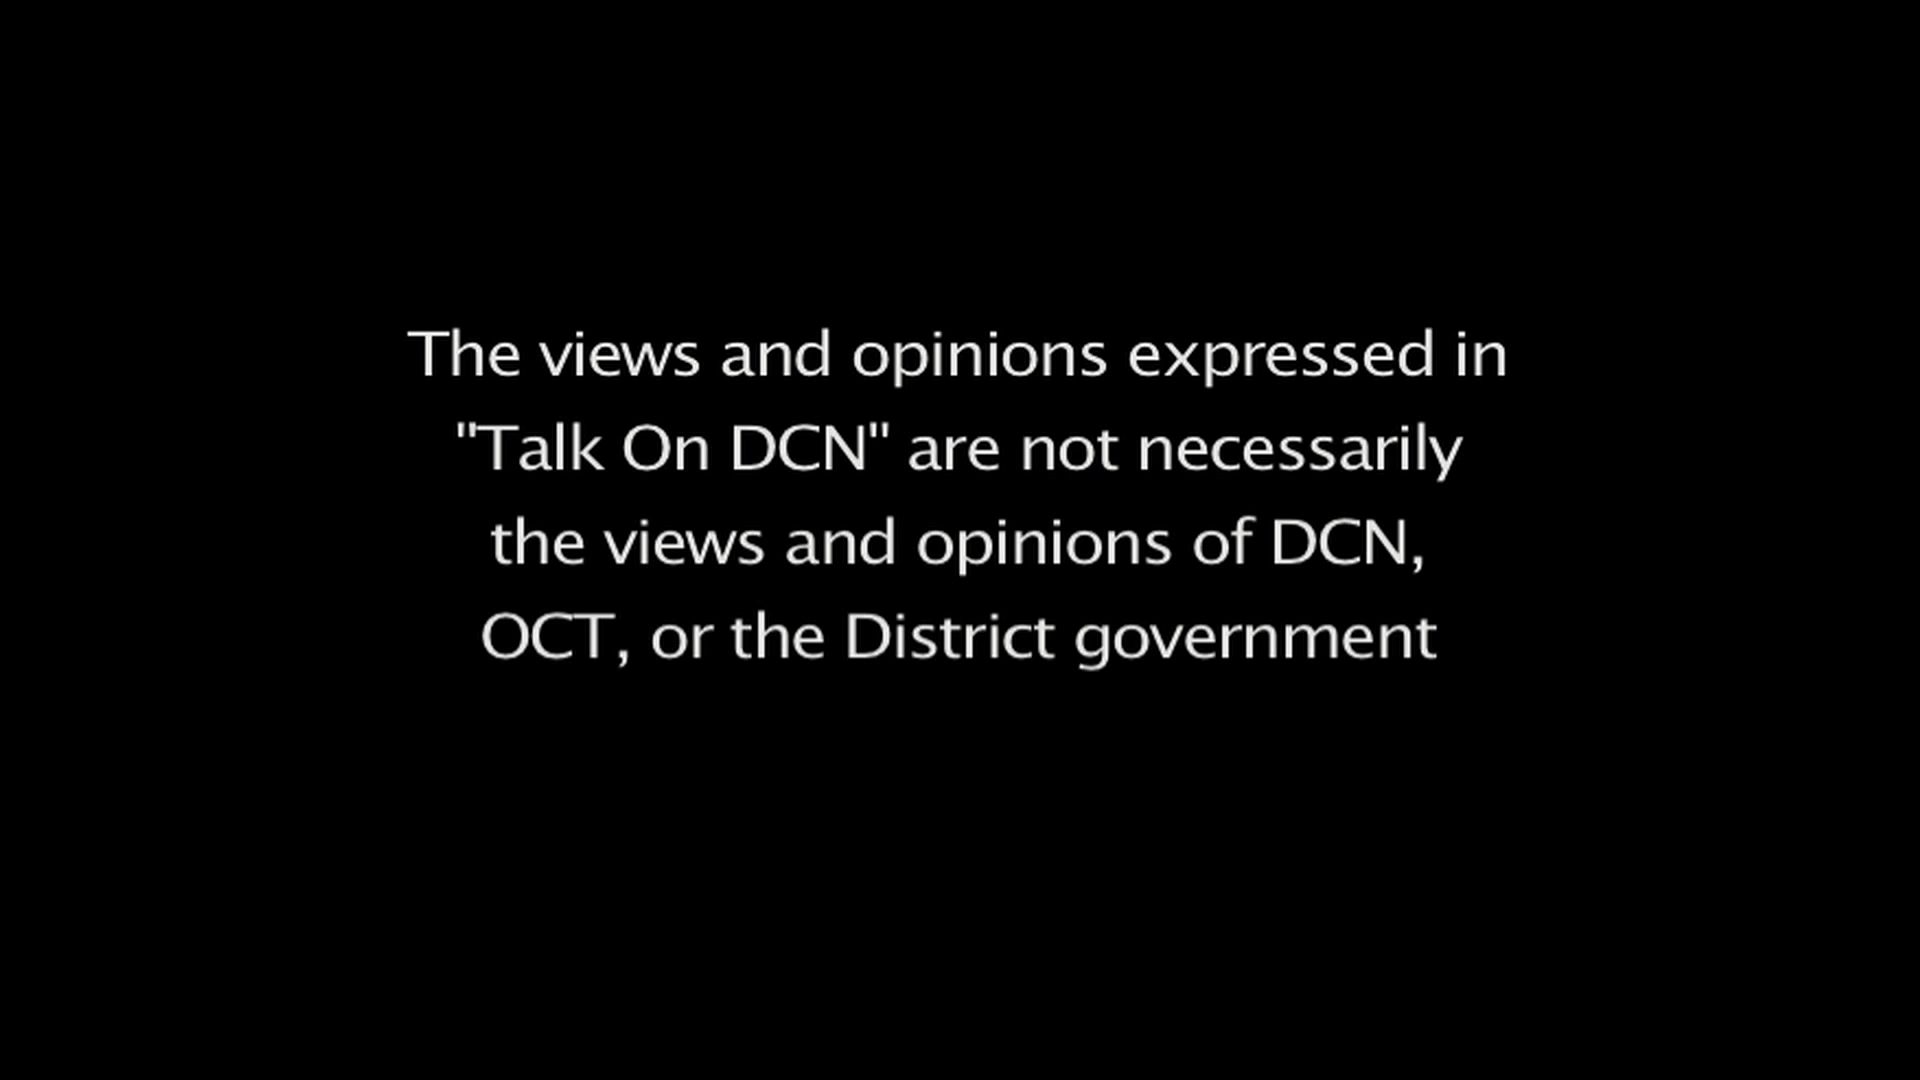 The views and opinions expressed in
"Talk On DCN" are not necessarily
the views and opinions of DCN,
OCT, or the District government